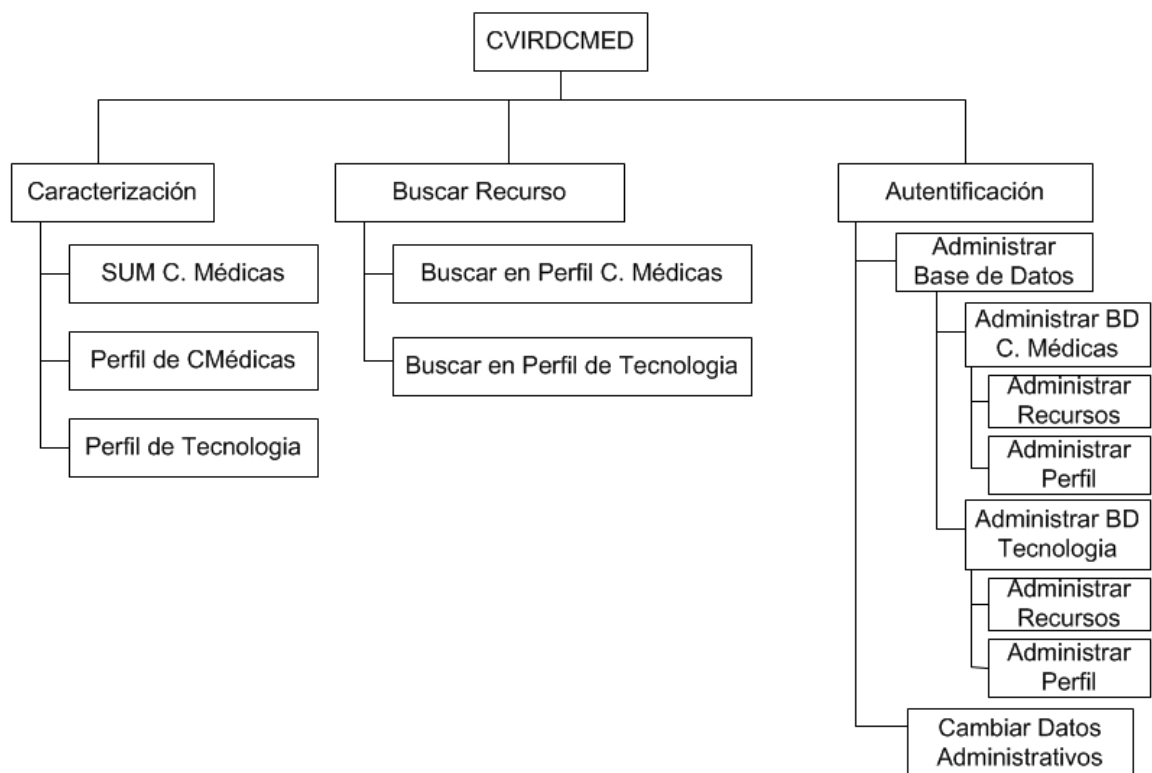 CVIRDCMED
Caracterización
SUM C. Médicas
Perfil de CMédicas
Perfil de Tecnologia
Buscar Recurso
Buscar en Perfil C. Médicas
Buscar en Perfil de Tecnologia
Autentificación
Administrar
Base de Datos
Administrar BD
C. Médicas
Administrar
Recursos
Administrar
Perfil
Administrar BD
Tecnologia
Administrar
Recursos
Administrar
Perfil
Cambiar Datos
Administrativos